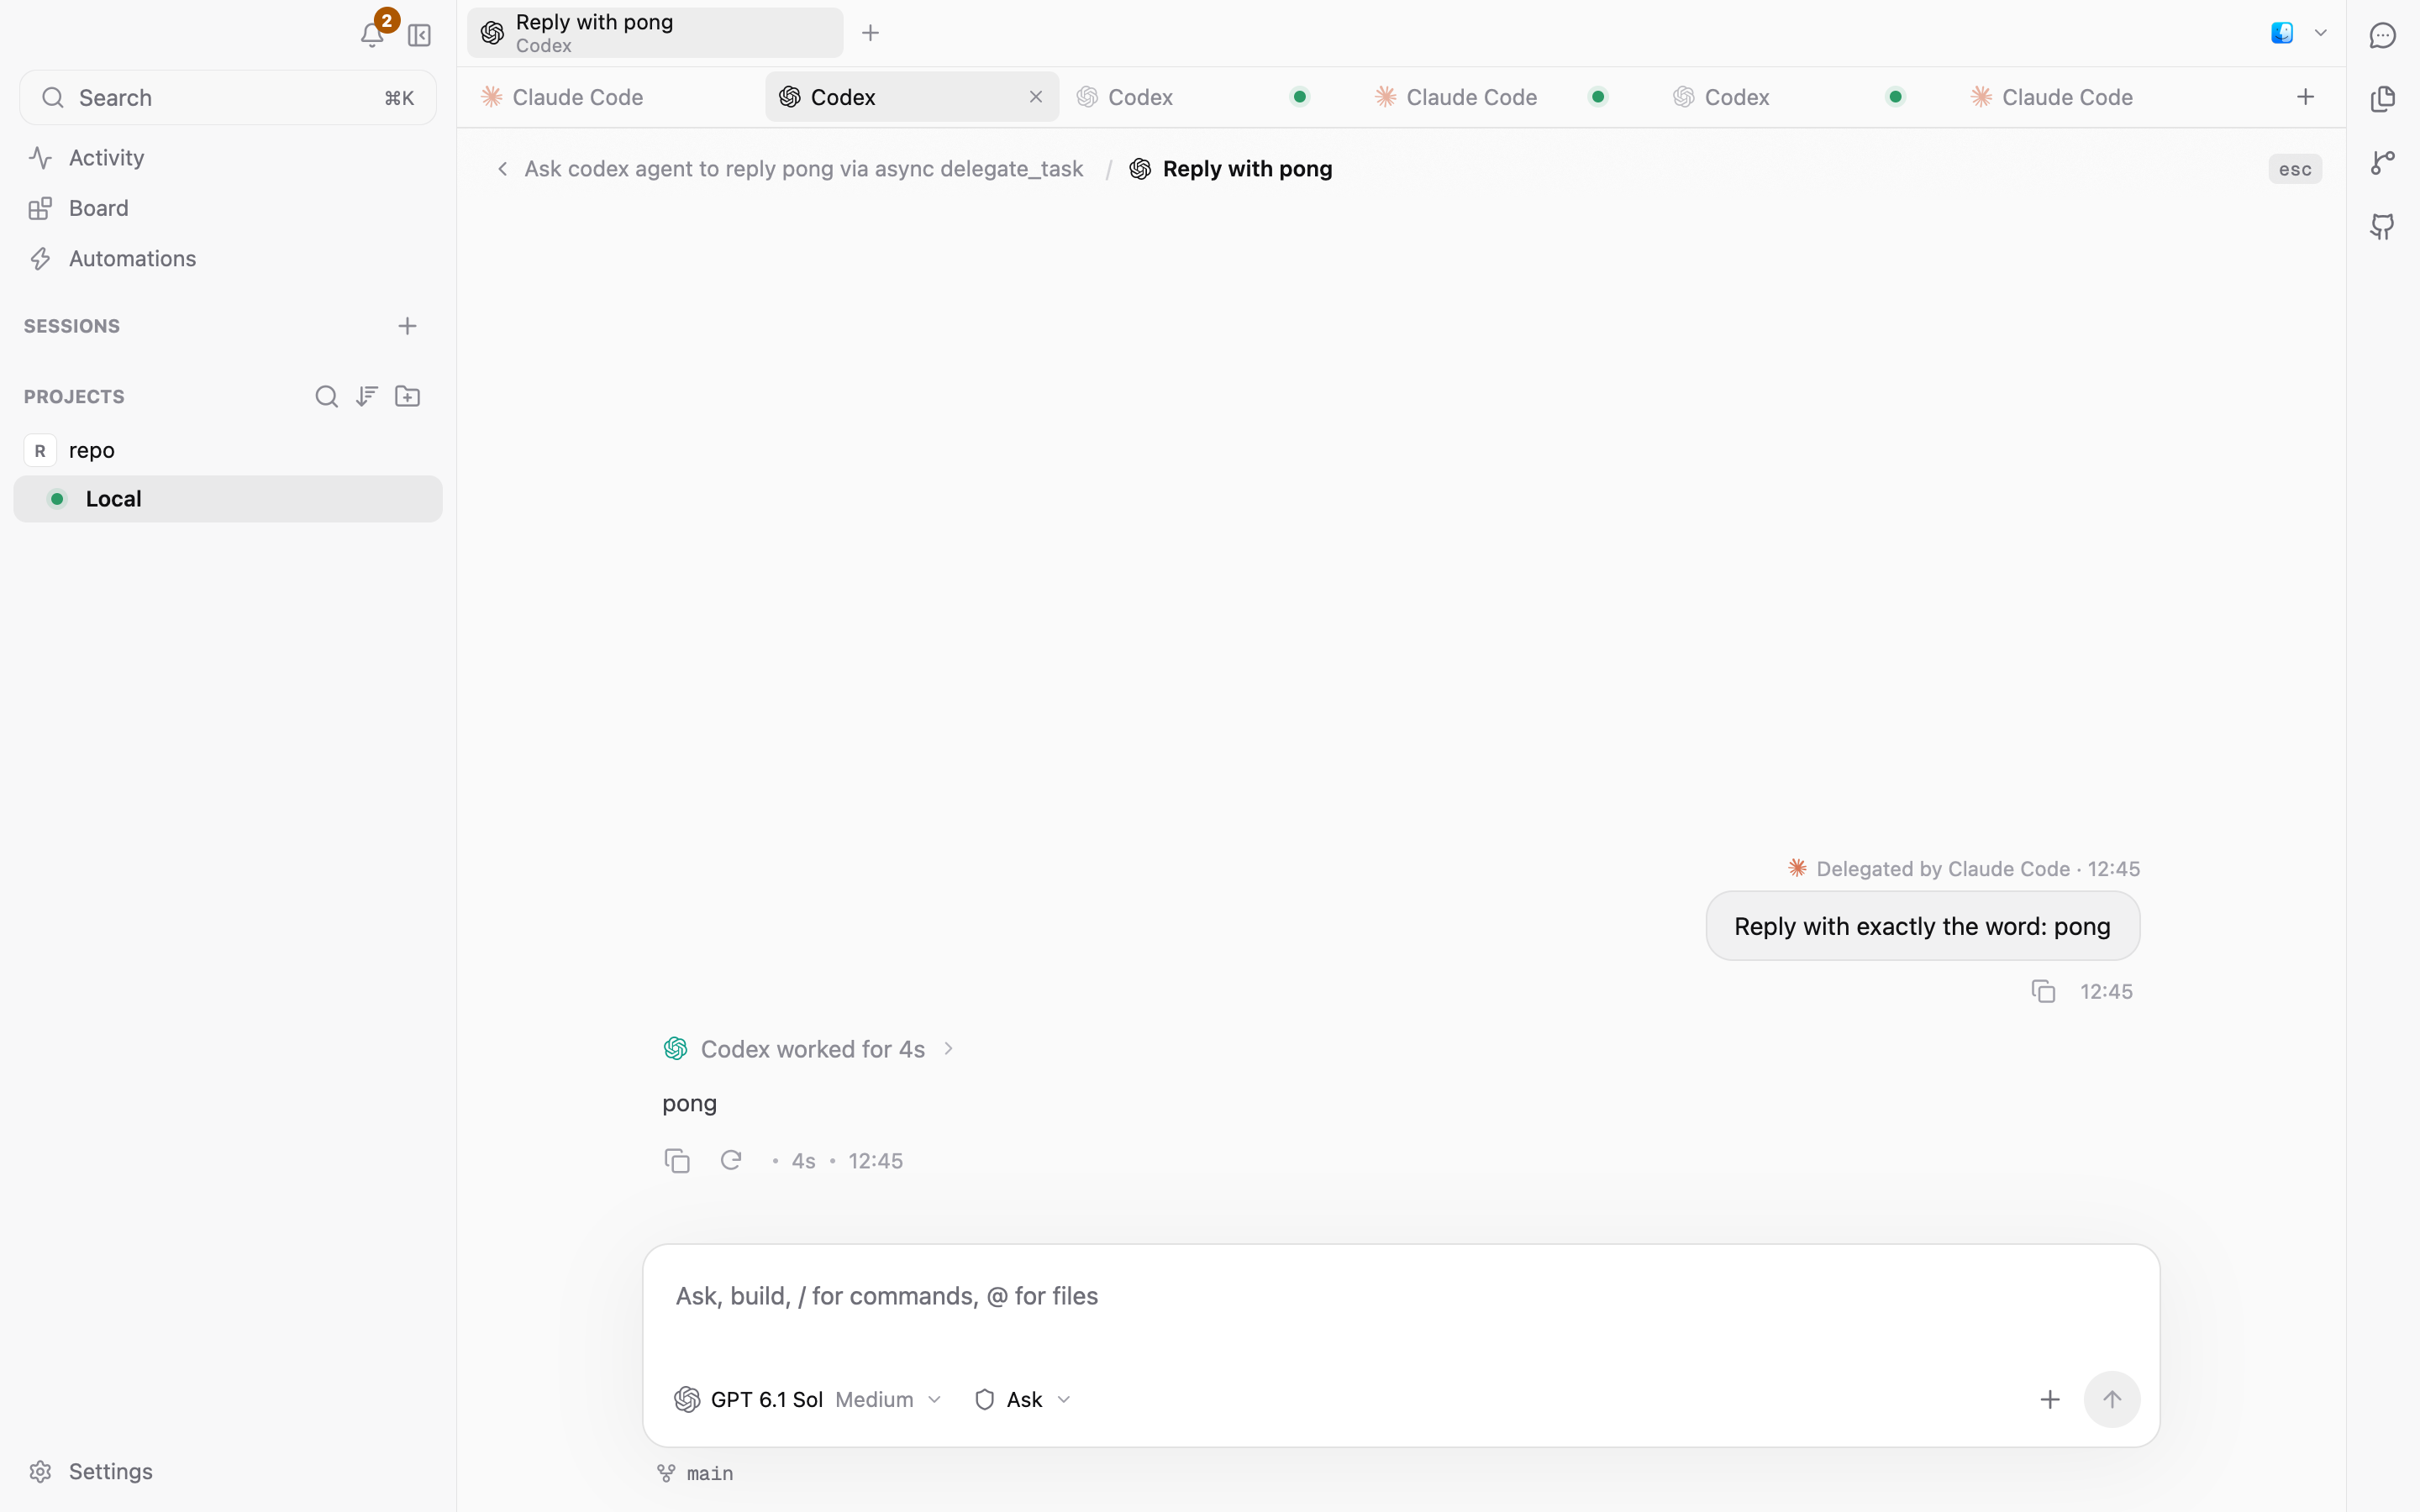 2
Search ⌘K
Activity
Board
Automations
SESSIONS
PROJECTS
R repo
Local
Settings
Reply with pong
Codex
Claude Code
Codex
Codex
Claude Code
Codex
Claude Code
Ask codex agent to reply pong via async delegate_task / Reply with pong
esc
Delegated by Claude Code · 12:45
Reply with exactly the word: pong
12:45
Codex worked for 4s
pong
• 4s • 12:45
Ask, build, / for commands, @ for files
GPT 6.1 Sol Medium Ask
main